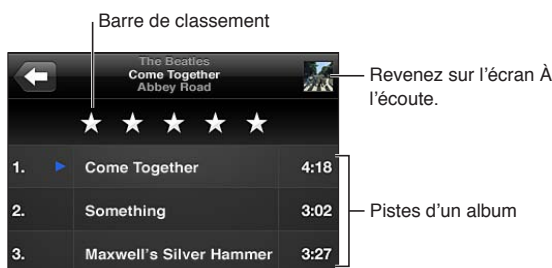 Barre de classement
The Beatles
Come Together
Abbey Road
Revenez sur l'écran À
l'écoute.
1. Come Together 4:18
2. Something 3:02
Pistes d'un album
3. Maxwell's Silver Hammer 3:27